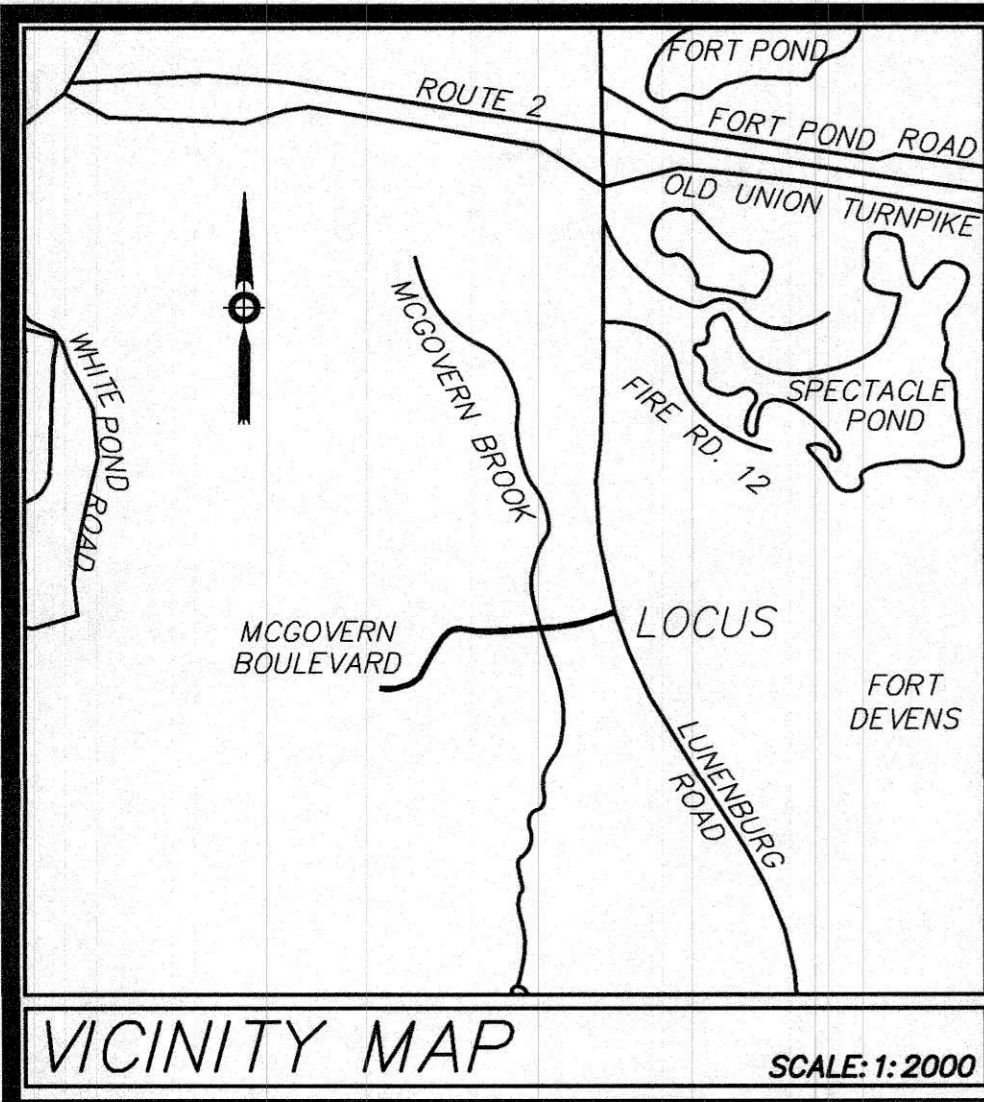 FORT POND
ROUTE 2
FORT POND ROAD
OLD UNION TURNPIKE
MCGOVERN BROOK
WHITE POND
ROAD
FIRE RD. 12
SPECTACLE
POND
MCGOVERN
BOULEVARD
LOCUS
FORT
DEVENS
LUNENBURG
ROAD
VICINITY MAP
SCALE: 1: 2000